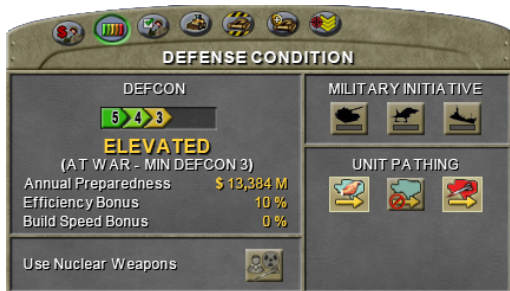 DEFENSE CONDITION
DEFCON
5 4 3
ELEVATED
(AT WAR - MIN DEFCON 3)
Annual Preparedness $ 13,384 M
Efficiency Bonus 10 %
Build Speed Bonus 0 %
Use Nuclear Weapons
MILITARY INITIATIVE
UNIT PATHING